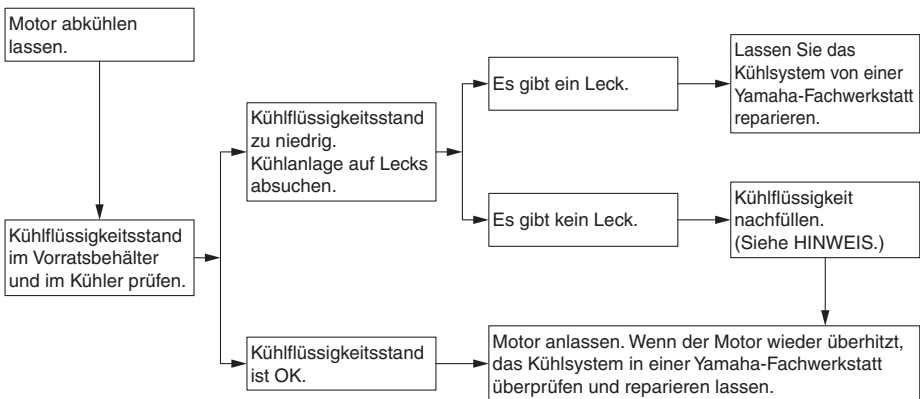 Motor abkühlen
lassen.
Kühlflüssigkeitsstand
im Vorratsbehälter
und im Kühler prüfen.
Kühlflüssigkeitsstand
zu niedrig.
Kühlanlage auf Lecks
absuchen.
Es gibt ein Leck.
Lassen Sie das
Kühlsystem von einer
Yamaha-Fachwerkstatt
reparieren.
Es gibt kein Leck.
Kühlflüssigkeit
nachfüllen.
(Siehe HINWEIS.)
Kühlflüssigkeitsstand
ist OK.
Motor anlassen. Wenn der Motor wieder überhitzt,
das Kühlsystem in einer Yamaha-Fachwerkstatt
überprüfen und reparieren lassen.